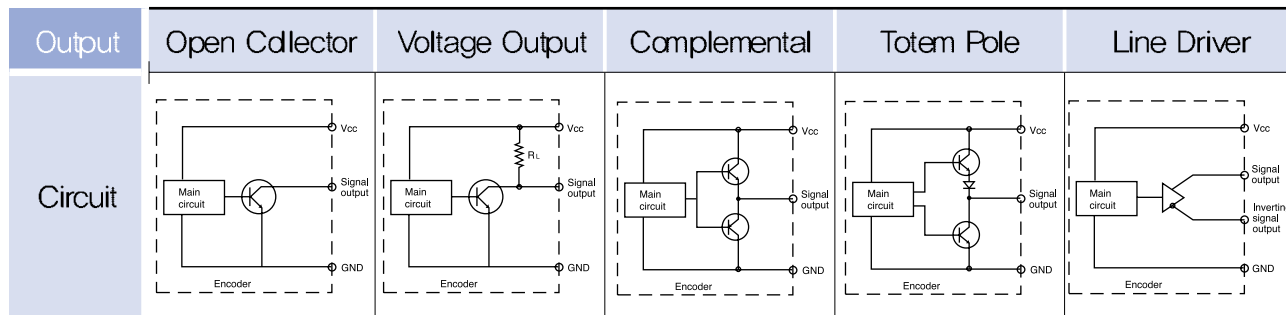 Output
Open Collector
Voltage Output
Complemental
Totem Pole
Line Driver
Circuit
Vcc
Main
circuit
Signal
output
GND
Encoder
Vcc
RL
Main
circuit
Signal
output
GND
Encoder
Vcc
Main
circuit
Signal
output
GND
Encoder
Vcc
Main
circuit
Signal
output
GND
Encoder
Vcc
Signal
output
Main
circuit
Inverting
signal
output
GND
Encoder